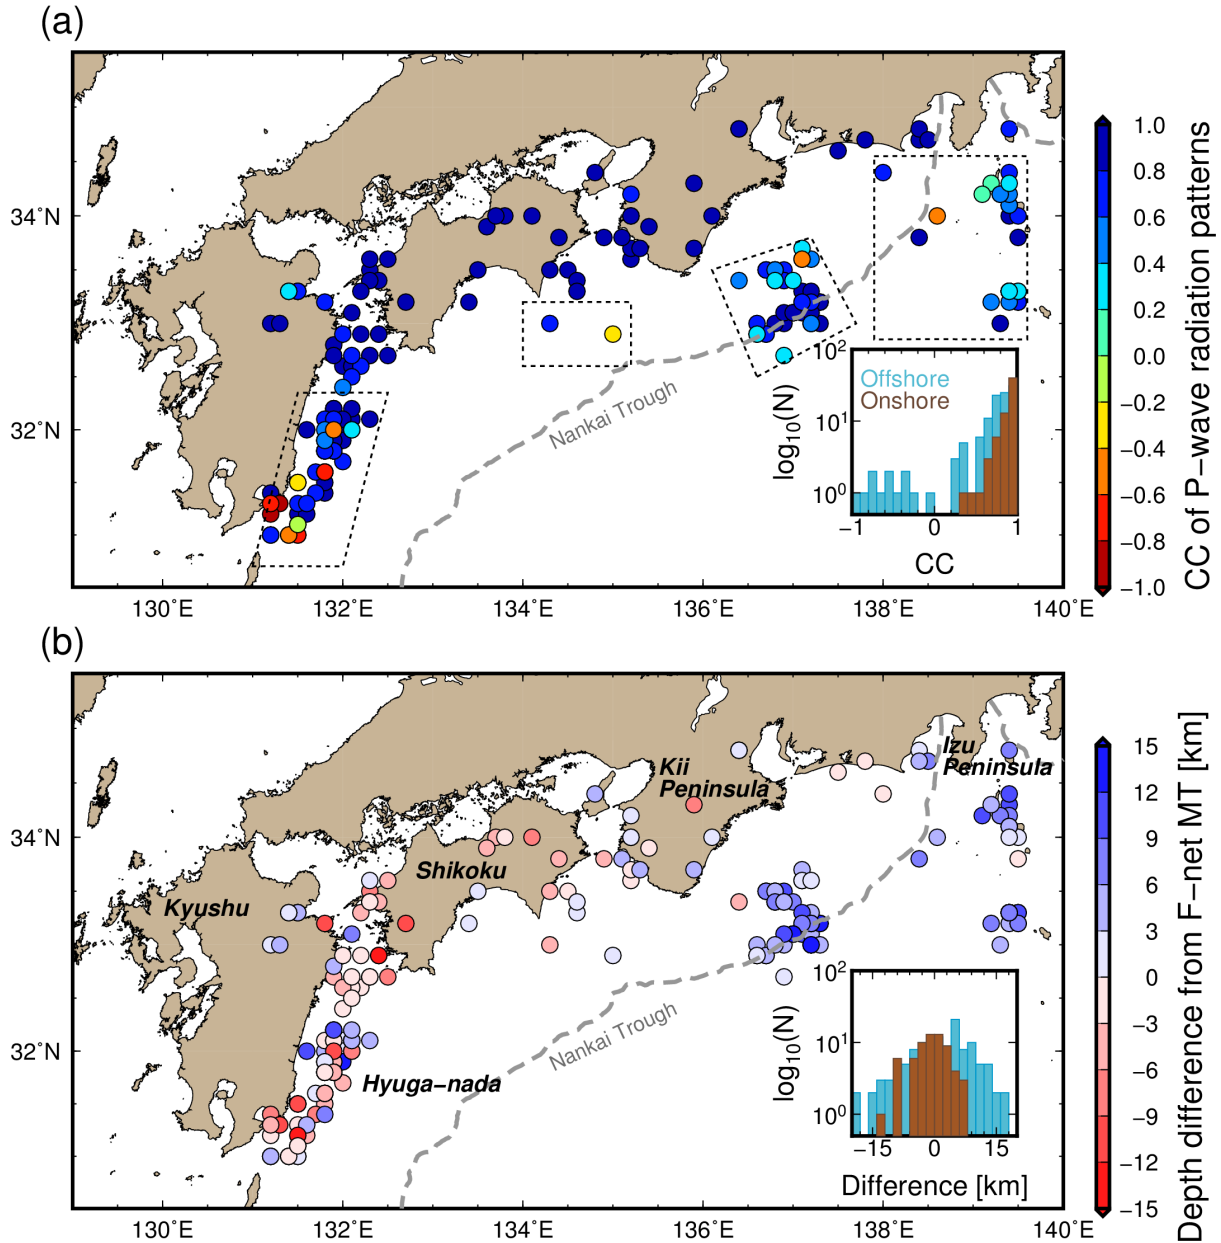 (a)
34˚N
32˚N
130˚E
132˚E
134˚E
136˚E
138˚E
140˚E
Nankai Trough
Offshore
Onshore
log10(N)
10²
10¹
10⁰
−1
0
1
CC
1.0
0.8
0.6
0.4
0.2
0.0
−0.2
−0.4
−0.6
−0.8
−1.0
CC of P−wave radiation patterns
(b)
34˚N
32˚N
130˚E
132˚E
134˚E
136˚E
138˚E
140˚E
Izu
Peninsula
Kii
Peninsula
Shikoku
Kyushu
Hyuga−nada
Nankai Trough
log10(N)
10²
10¹
10⁰
−15
0
15
Difference [km]
15
12
9
6
3
0
−3
−6
−9
−12
−15
Depth difference from F−net MT [km]